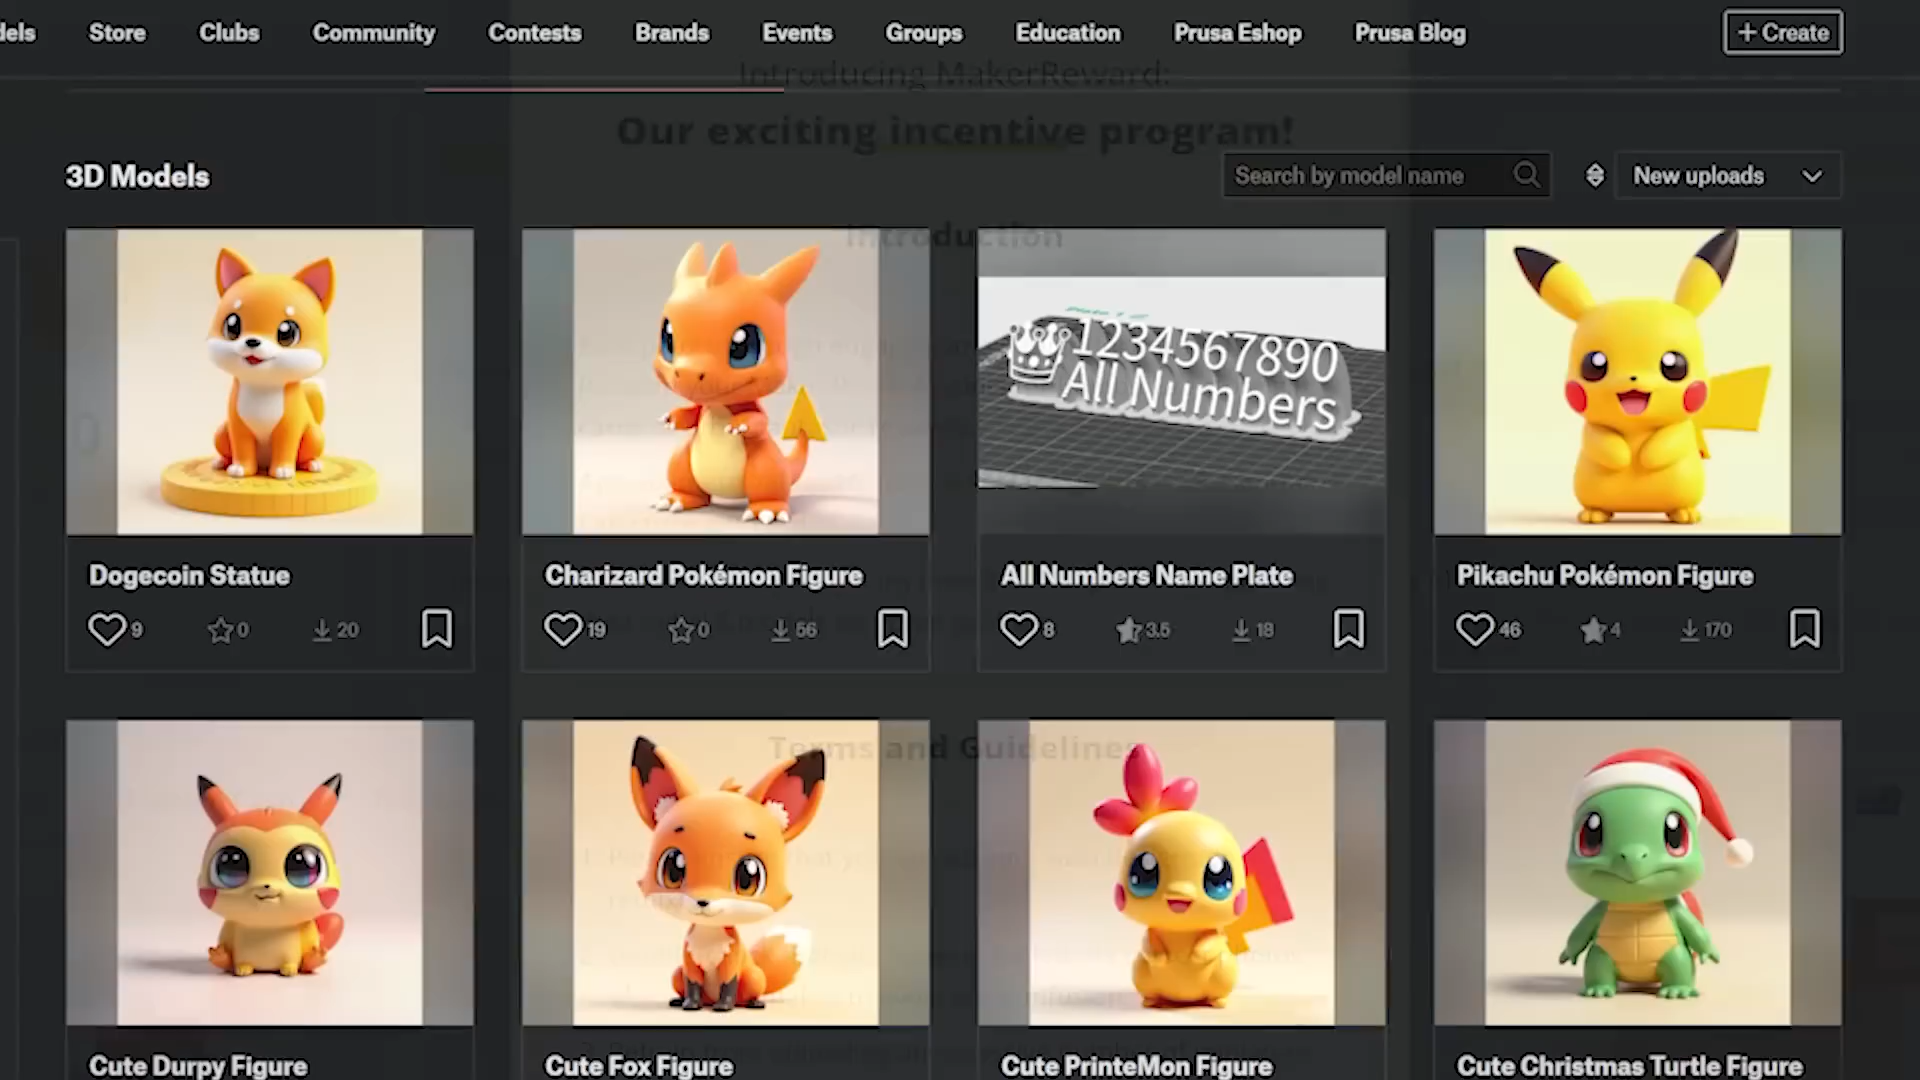 dels Store Clubs Community Contests Brands Events Groups Education Prusa Eshop Prusa Blog + Create
Introducing MakerReward:
Our exciting incentive program!
3D Models Search by model name New uploads
Introduction
1234567890
All Numbers
Dogecoin Statue Charizard Pokémon Figure All Numbers Name Plate Pikachu Pokémon Figure
9 0 20 19 0 56 8 3.5 18 46 4 170
Terms and Guidelines
Cute Durpy Figure Cute Fox Figure Cute PrinteMon Figure Cute Christmas Turtle Figure